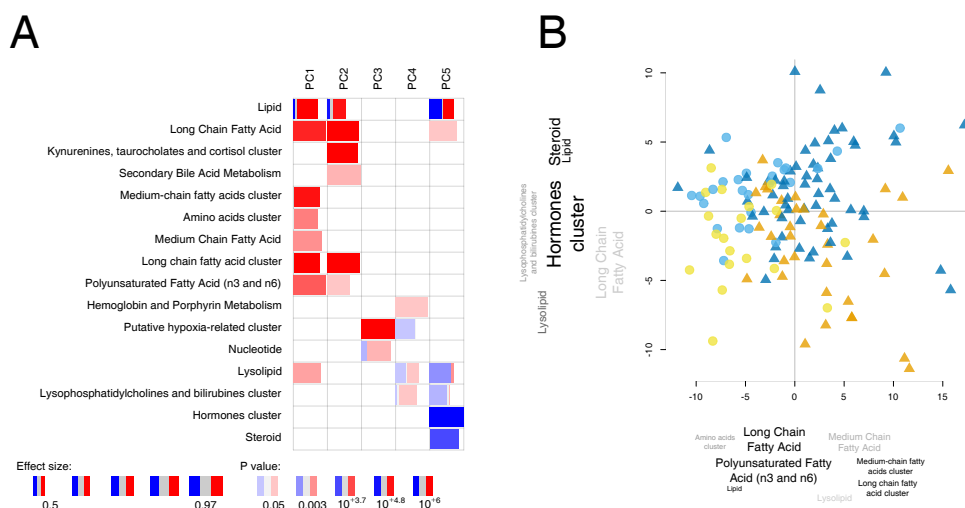 A
B
PC1 PC2 PC3 PC4 PC5
Lipid
Long Chain Fatty Acid
Kynurenines, taurocholates and cortisol cluster
Secondary Bile Acid Metabolism
Medium-chain fatty acids cluster
Amino acids cluster
Medium Chain Fatty Acid
Long chain fatty acid cluster
Polyunsaturated Fatty Acid (n3 and n6)
Hemoglobin and Porphyrin Metabolism
Putative hypoxia-related cluster
Nucleotide
Lysolipid
Lysophosphatidylcholines and bilirubines cluster
Hormones cluster
Steroid
Effect size:
0.5 0.97
P value:
0.05 0.003 10+3.7 10+4.8 10+6
10
5
0
-5
-10
-10 -5 0 5 10 15
Steroid
Lipid
Hormones
cluster
Lysophosphatidylcholines
and bilirubines cluster
Long Chain
Fatty Acid
Lysolipid
Amino acids
cluster
Long Chain
Fatty Acid
Medium Chain
Fatty Acid
Polyunsaturated Fatty
Acid (n3 and n6)
Lipid
Medium-chain fatty
acids cluster
Long chain fatty
acid cluster
Lysolipid